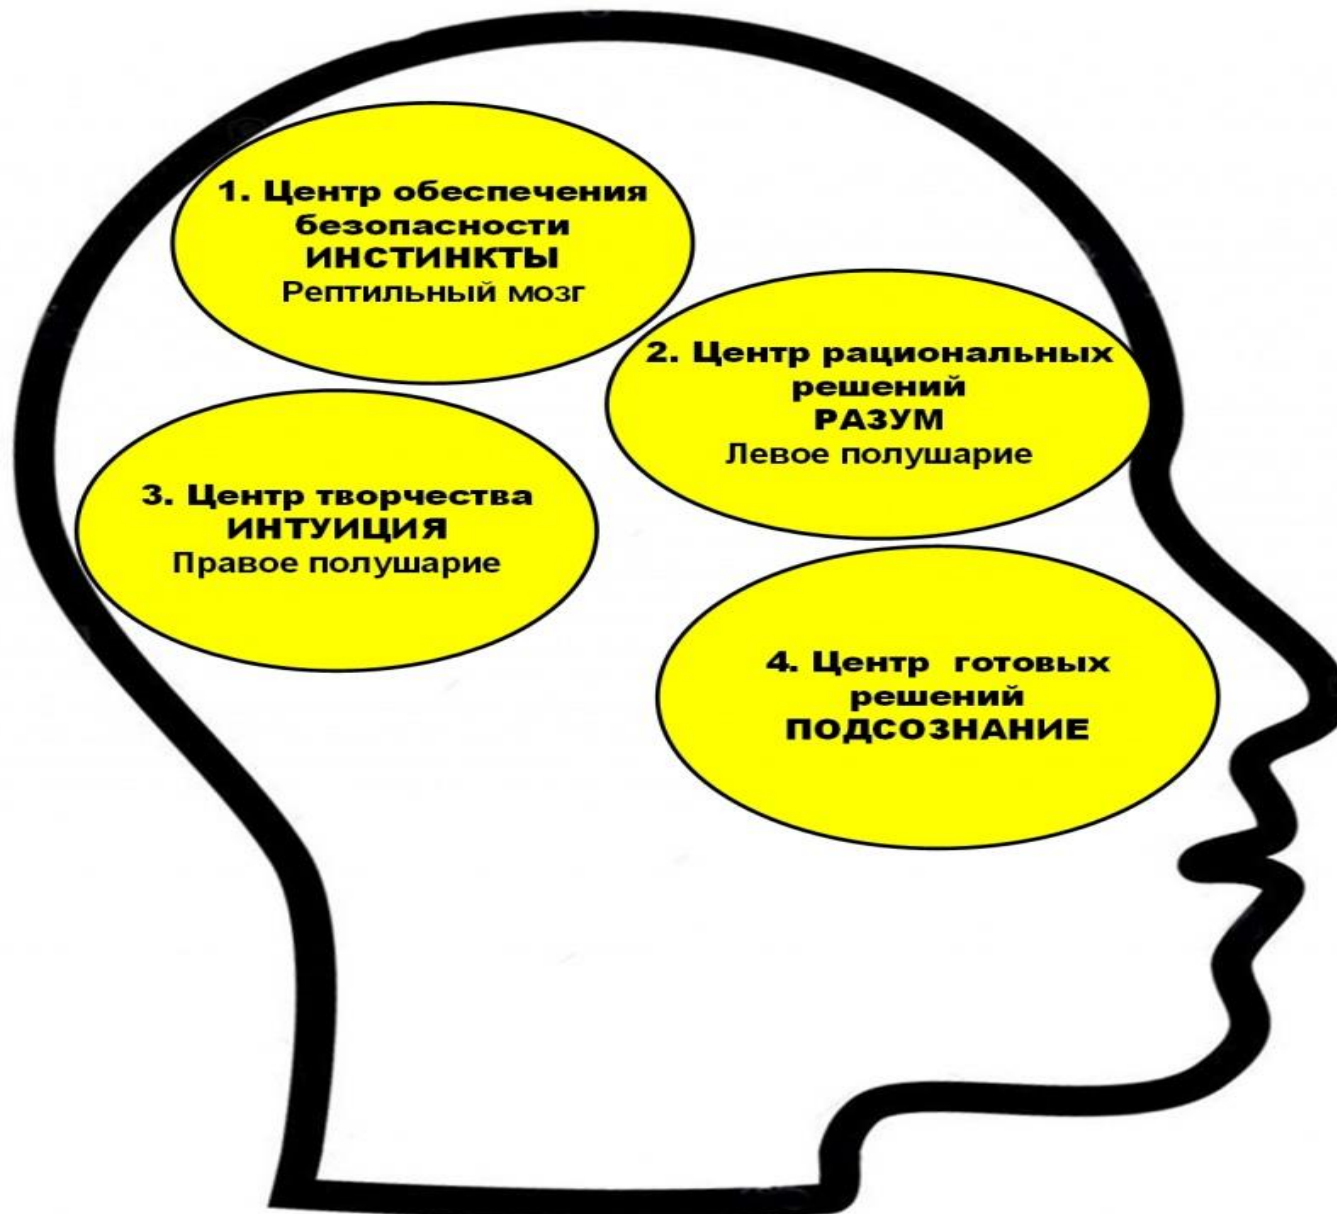 1. Центр обеспечения
безопасности
ИНСТИНКТЫ
Рептильный мозг
2. Центр рациональных
решений
РАЗУМ
Левое полушарие
3. Центр творчества
ИНТУИЦИЯ
Правое полушарие
4. Центр готовых
решений
ПОДСОЗНАНИЕ